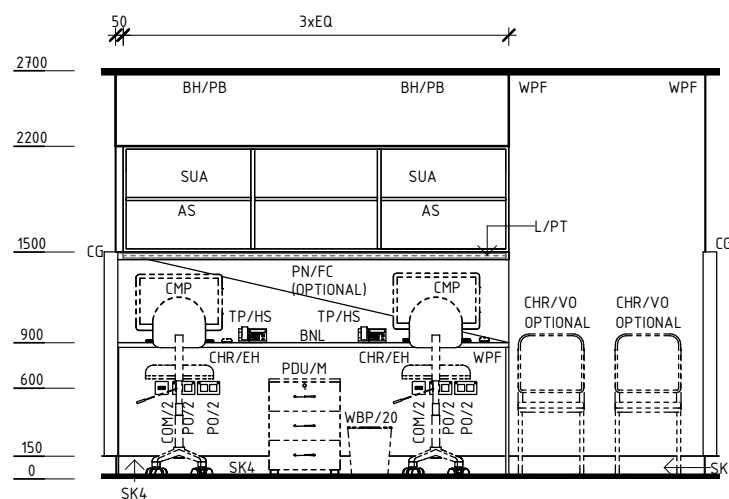 50
3xEQ
2700
BH/PB
BH/PB
WPF
WPF
2200
SUA
SUA
AS
AS
L/PT
1500
CG
CG
PN/FC
(OPTIONAL)
CMP
CMP
TP/HS
TP/HS
CHR/VO
OPTIONAL
CHR/VO
OPTIONAL
900
BNL
CHR/EH
CHR/EH
WPF
PDU/M
600
COM/2
PO/2
PO/2
WBP/20
COM/2
PO/2
PO/2
150
0
SK4
SK4
SK